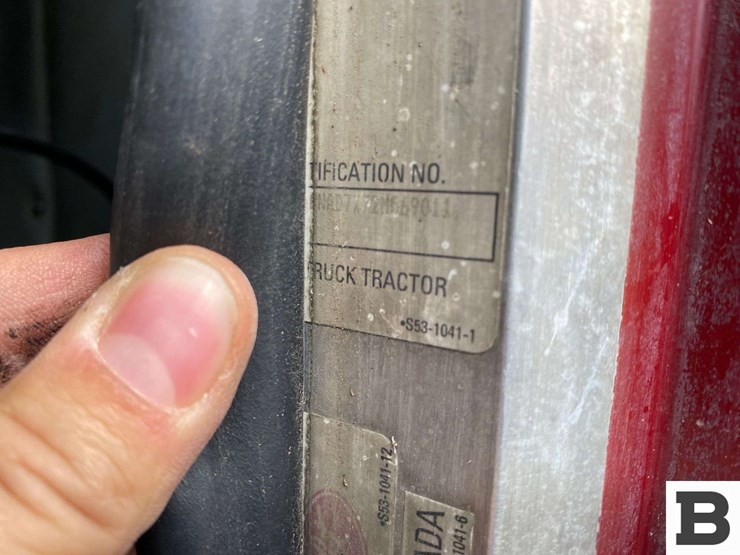 TIFICATION NO.
RUCK TRACTOR
•S53-1041-1
•S53-1041-12
ADA
1041-6
B